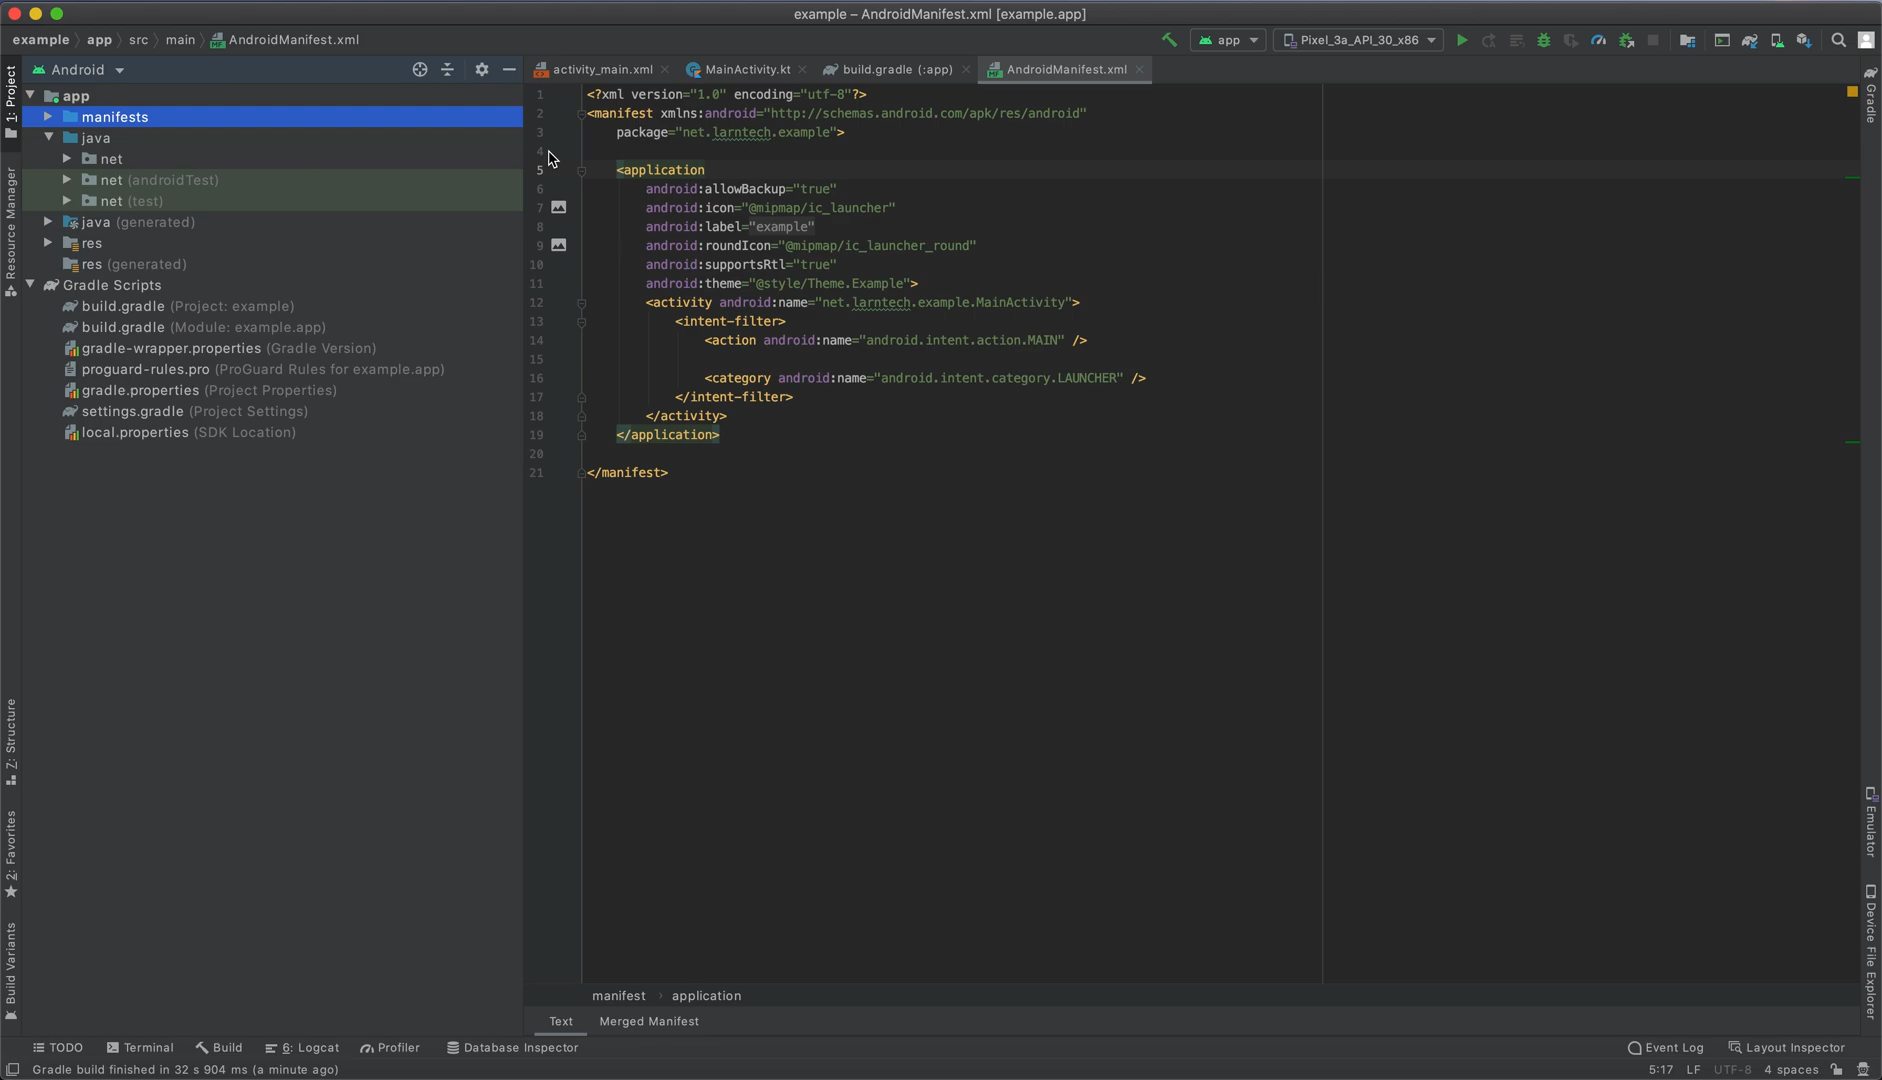 example – AndroidManifest.xml [example.app]
example › app › src › main › AndroidManifest.xml
app
Pixel_3a_API_30_x86
1: Project
Resource Manager
Z: Structure
2: Favorites
Build Variants
Android
app
manifests
java
net
net (androidTest)
net (test)
java (generated)
res
res (generated)
Gradle Scripts
build.gradle (Project: example)
build.gradle (Module: example.app)
gradle-wrapper.properties (Gradle Version)
proguard-rules.pro (ProGuard Rules for example.app)
gradle.properties (Project Properties)
settings.gradle (Project Settings)
local.properties (SDK Location)
activity_main.xml MainActivity.kt build.gradle (:app) AndroidManifest.xml
1 <?xml version="1.0" encoding="utf-8"?>
2 <manifest xmlns:android="http://schemas.android.com/apk/res/android"
3 package="net.larntech.example">
4
5 <application
6 android:allowBackup="true"
7 android:icon="@mipmap/ic_launcher"
8 android:label="example"
9 android:roundIcon="@mipmap/ic_launcher_round"
10 android:supportsRtl="true"
11 android:theme="@style/Theme.Example">
12 <activity android:name="net.larntech.example.MainActivity">
13 <intent-filter>
14 <action android:name="android.intent.action.MAIN" />
15
16 <category android:name="android.intent.category.LAUNCHER" />
17 </intent-filter>
18 </activity>
19 </application>
20
21 </manifest>
manifest › application
Text Merged Manifest
Gradle
Emulator
Device File Explorer
TODO Terminal Build 6: Logcat Profiler Database Inspector Event Log Layout Inspector
Gradle build finished in 32 s 904 ms (a minute ago) 5:17 LF UTF-8 4 spaces